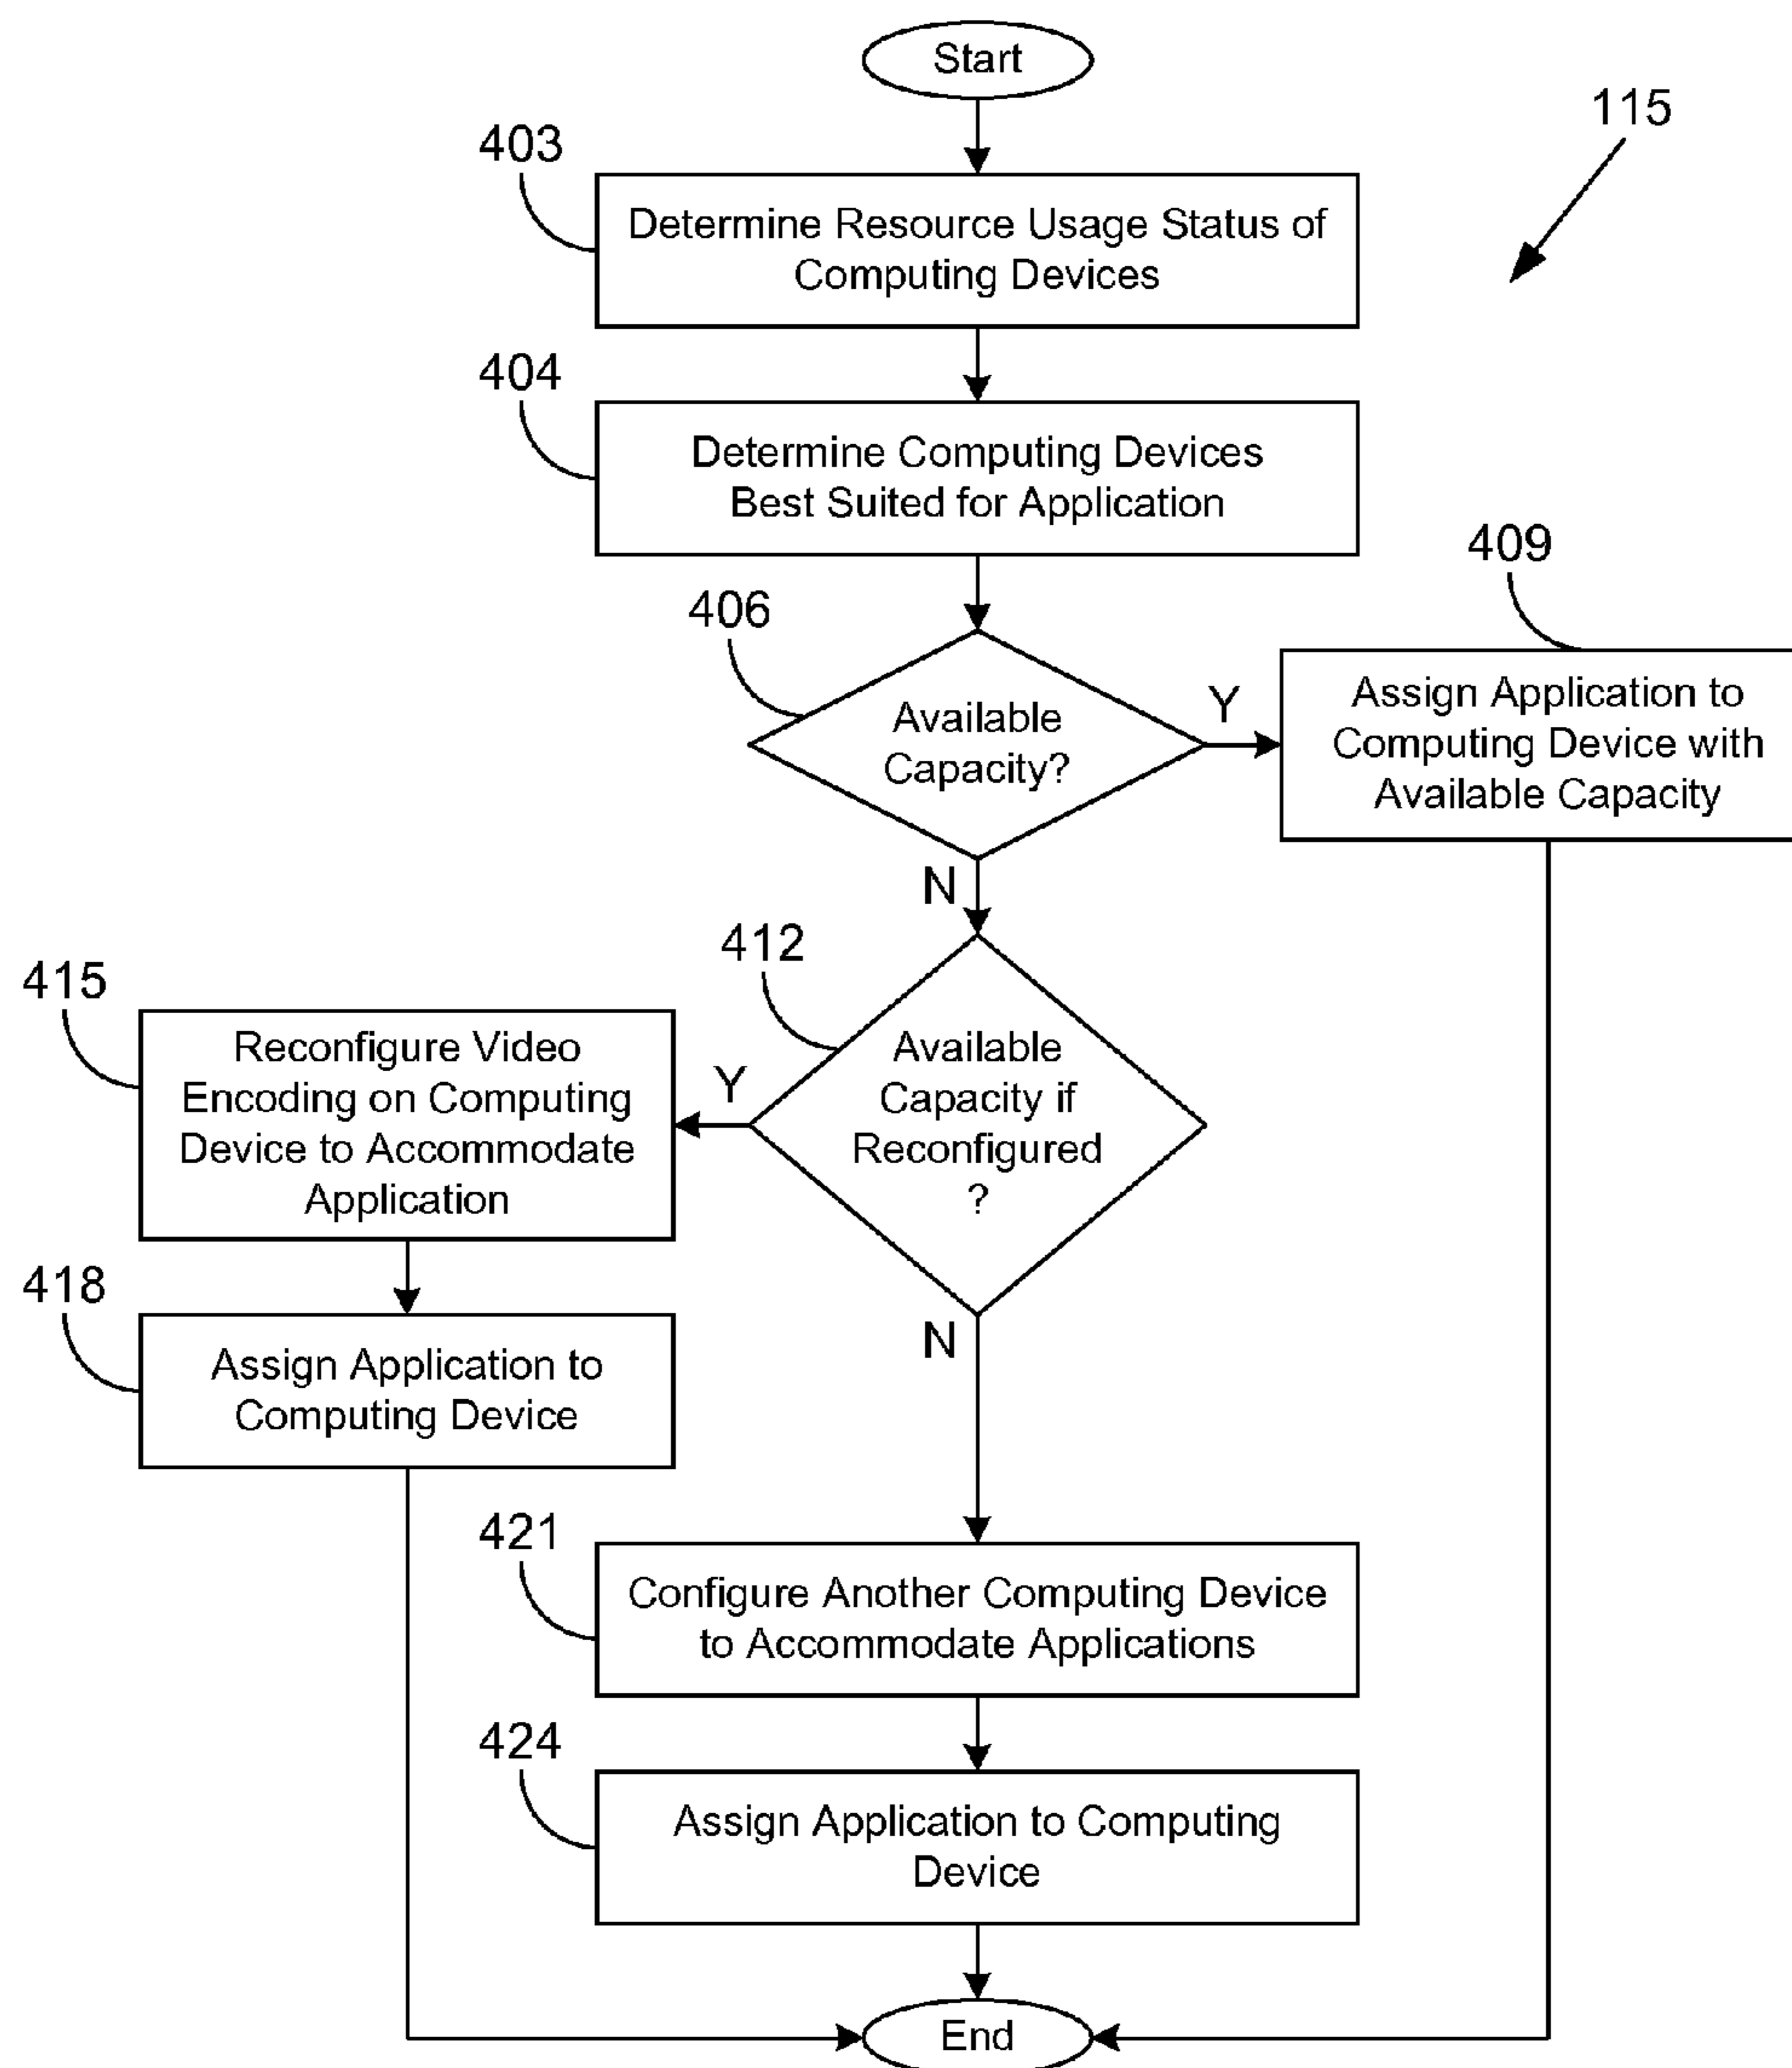 Start
115
403
Determine Resource Usage Status of
Computing Devices
404
Determine Computing Devices
Best Suited for Application
406
Available
Capacity?
Y
409
Assign Application to
Computing Device with
Available Capacity
N
412
Available
Capacity if
Reconfigured
?
Y
415
Reconfigure Video
Encoding on Computing
Device to Accommodate
Application
418
Assign Application to
Computing Device
N
421
Configure Another Computing Device
to Accommodate Applications
424
Assign Application to Computing
Device
End